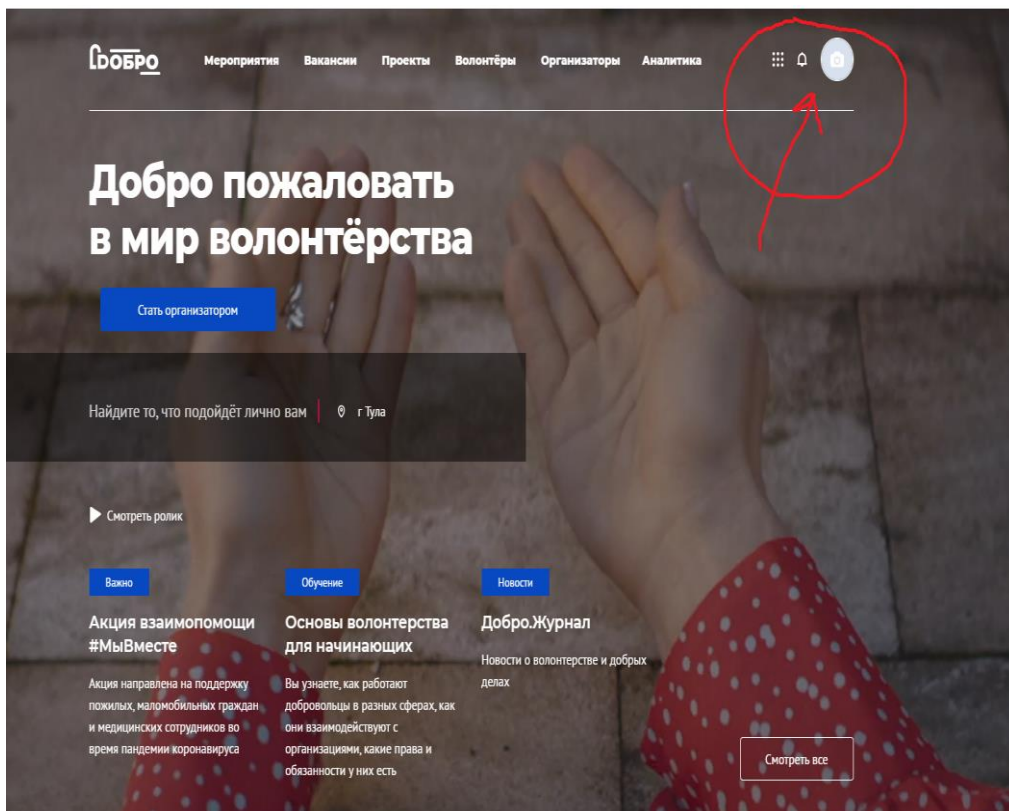 ДОБРО
Мероприятия Вакансии Проекты Волонтёры Организаторы Аналитика
Добро пожаловать
в мир волонтёрства
Стать организатором
Найдите то, что подойдёт лично вам г Тула
Смотреть ролик
Важно
Акция взаимопомощи
#МыВместе
Акция направлена на поддержку
пожилых, маломобильных граждан
и медицинских сотрудников во
время пандемии коронавируса
Обучение
Основы волонтерства
для начинающих
Вы узнаете, как работают
добровольцы в разных сферах, как
они взаимодействуют с
организациями, какие права и
обязанности у них есть
Новости
Добро.Журнал
Новости о волонтерстве и добрых
делах
Смотреть все